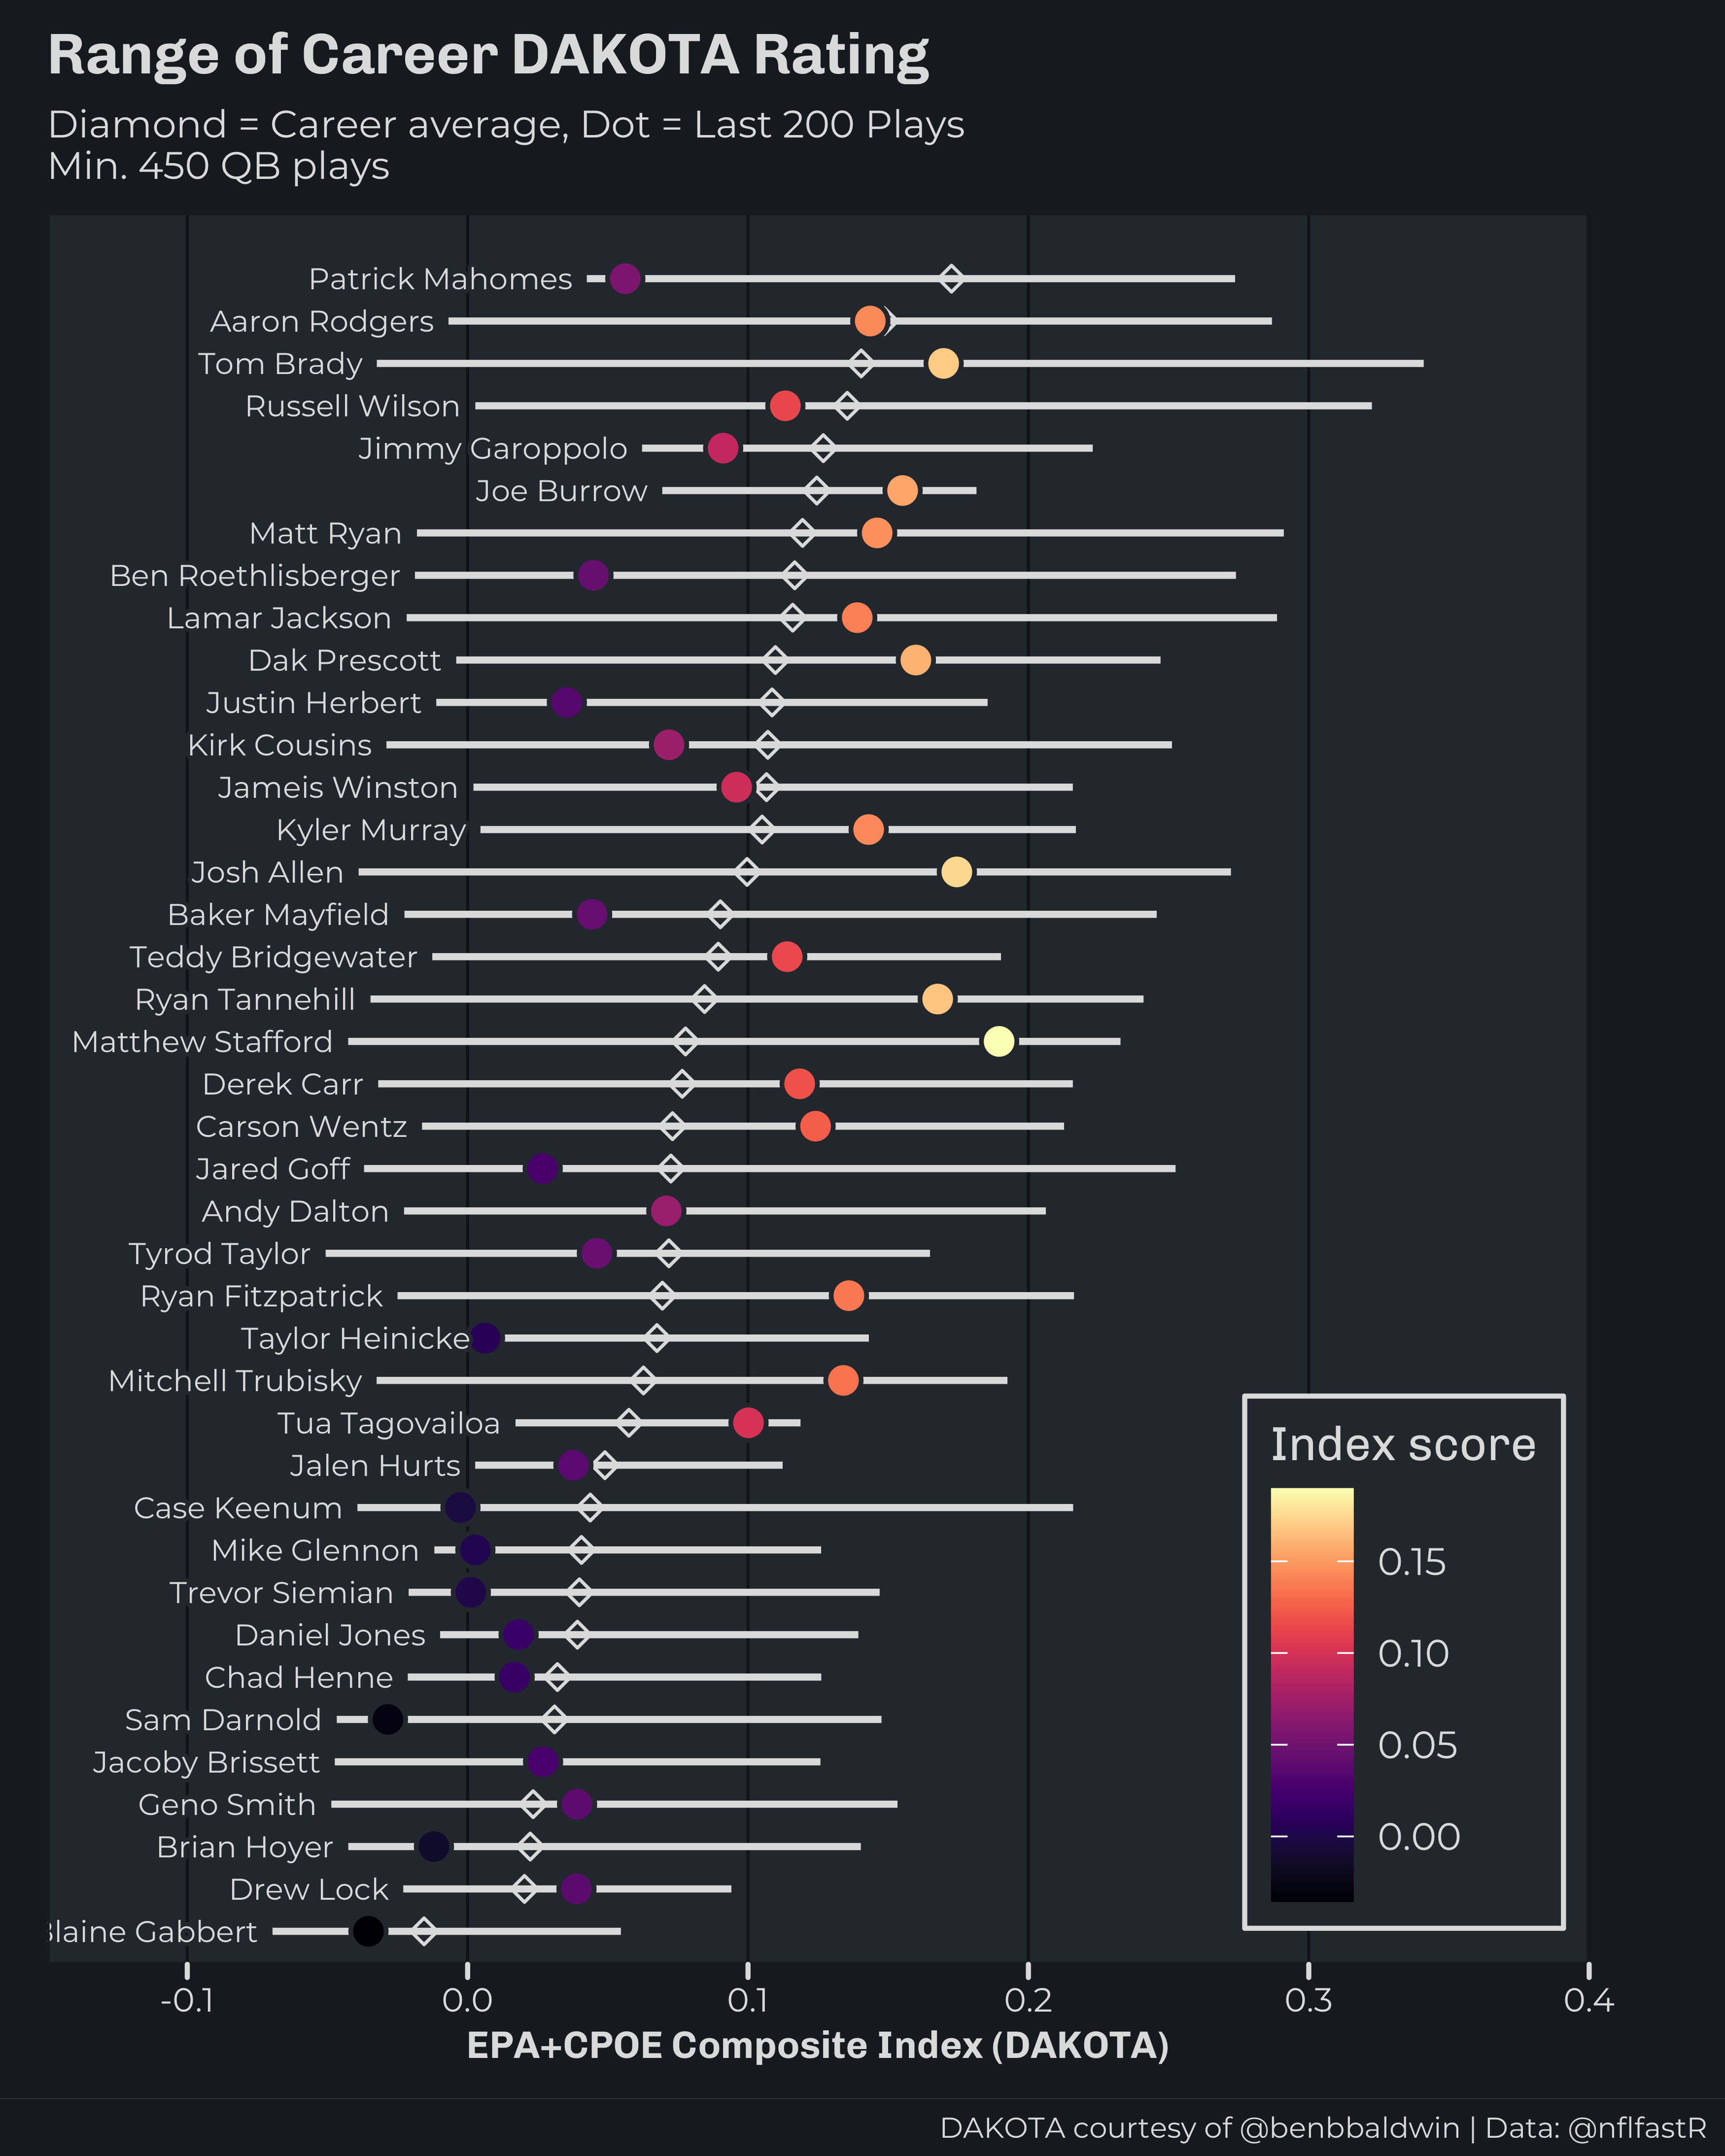 Range of Career DAKOTA Rating
Diamond = Career average, Dot = Last 200 Plays
Min. 450 QB plays
Patrick Mahomes
Aaron Rodgers
Tom Brady
Russell Wilson
Jimmy Garoppolo
Joe Burrow
Matt Ryan
Ben Roethlisberger
Lamar Jackson
Dak Prescott
Justin Herbert
Kirk Cousins
Jameis Winston
Kyler Murray
Josh Allen
Baker Mayfield
Teddy Bridgewater
Ryan Tannehill
Matthew Stafford
Derek Carr
Carson Wentz
Jared Goff
Andy Dalton
Tyrod Taylor
Ryan Fitzpatrick
Taylor Heinicke
Mitchell Trubisky
Tua Tagovailoa
Jalen Hurts
Case Keenum
Mike Glennon
Trevor Siemian
Daniel Jones
Chad Henne
Sam Darnold
Jacoby Brissett
Geno Smith
Brian Hoyer
Drew Lock
Blaine Gabbert
Index score
0.15
0.10
0.05
0.00
-0.1 0.0 0.1 0.2 0.3 0.4
EPA+CPOE Composite Index (DAKOTA)
DAKOTA courtesy of @benbbaldwin | Data: @nflfastR